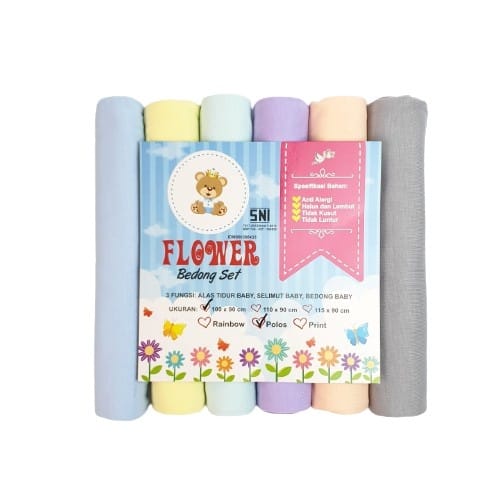 SNI
Spesifikasi Bahan:
Anti Alergi
Halus dan Lembut
Tidak Kusut
Tidak Luntur
FLOWER
Bedong Set
3 FUNGSI: ALAS TIDUR BABY, SELIMUT BABY, BEDONG BABY
UKURAN: 100 x 90 cm 110 x 90 cm 115 x 90 cm
Rainbow Polos Print